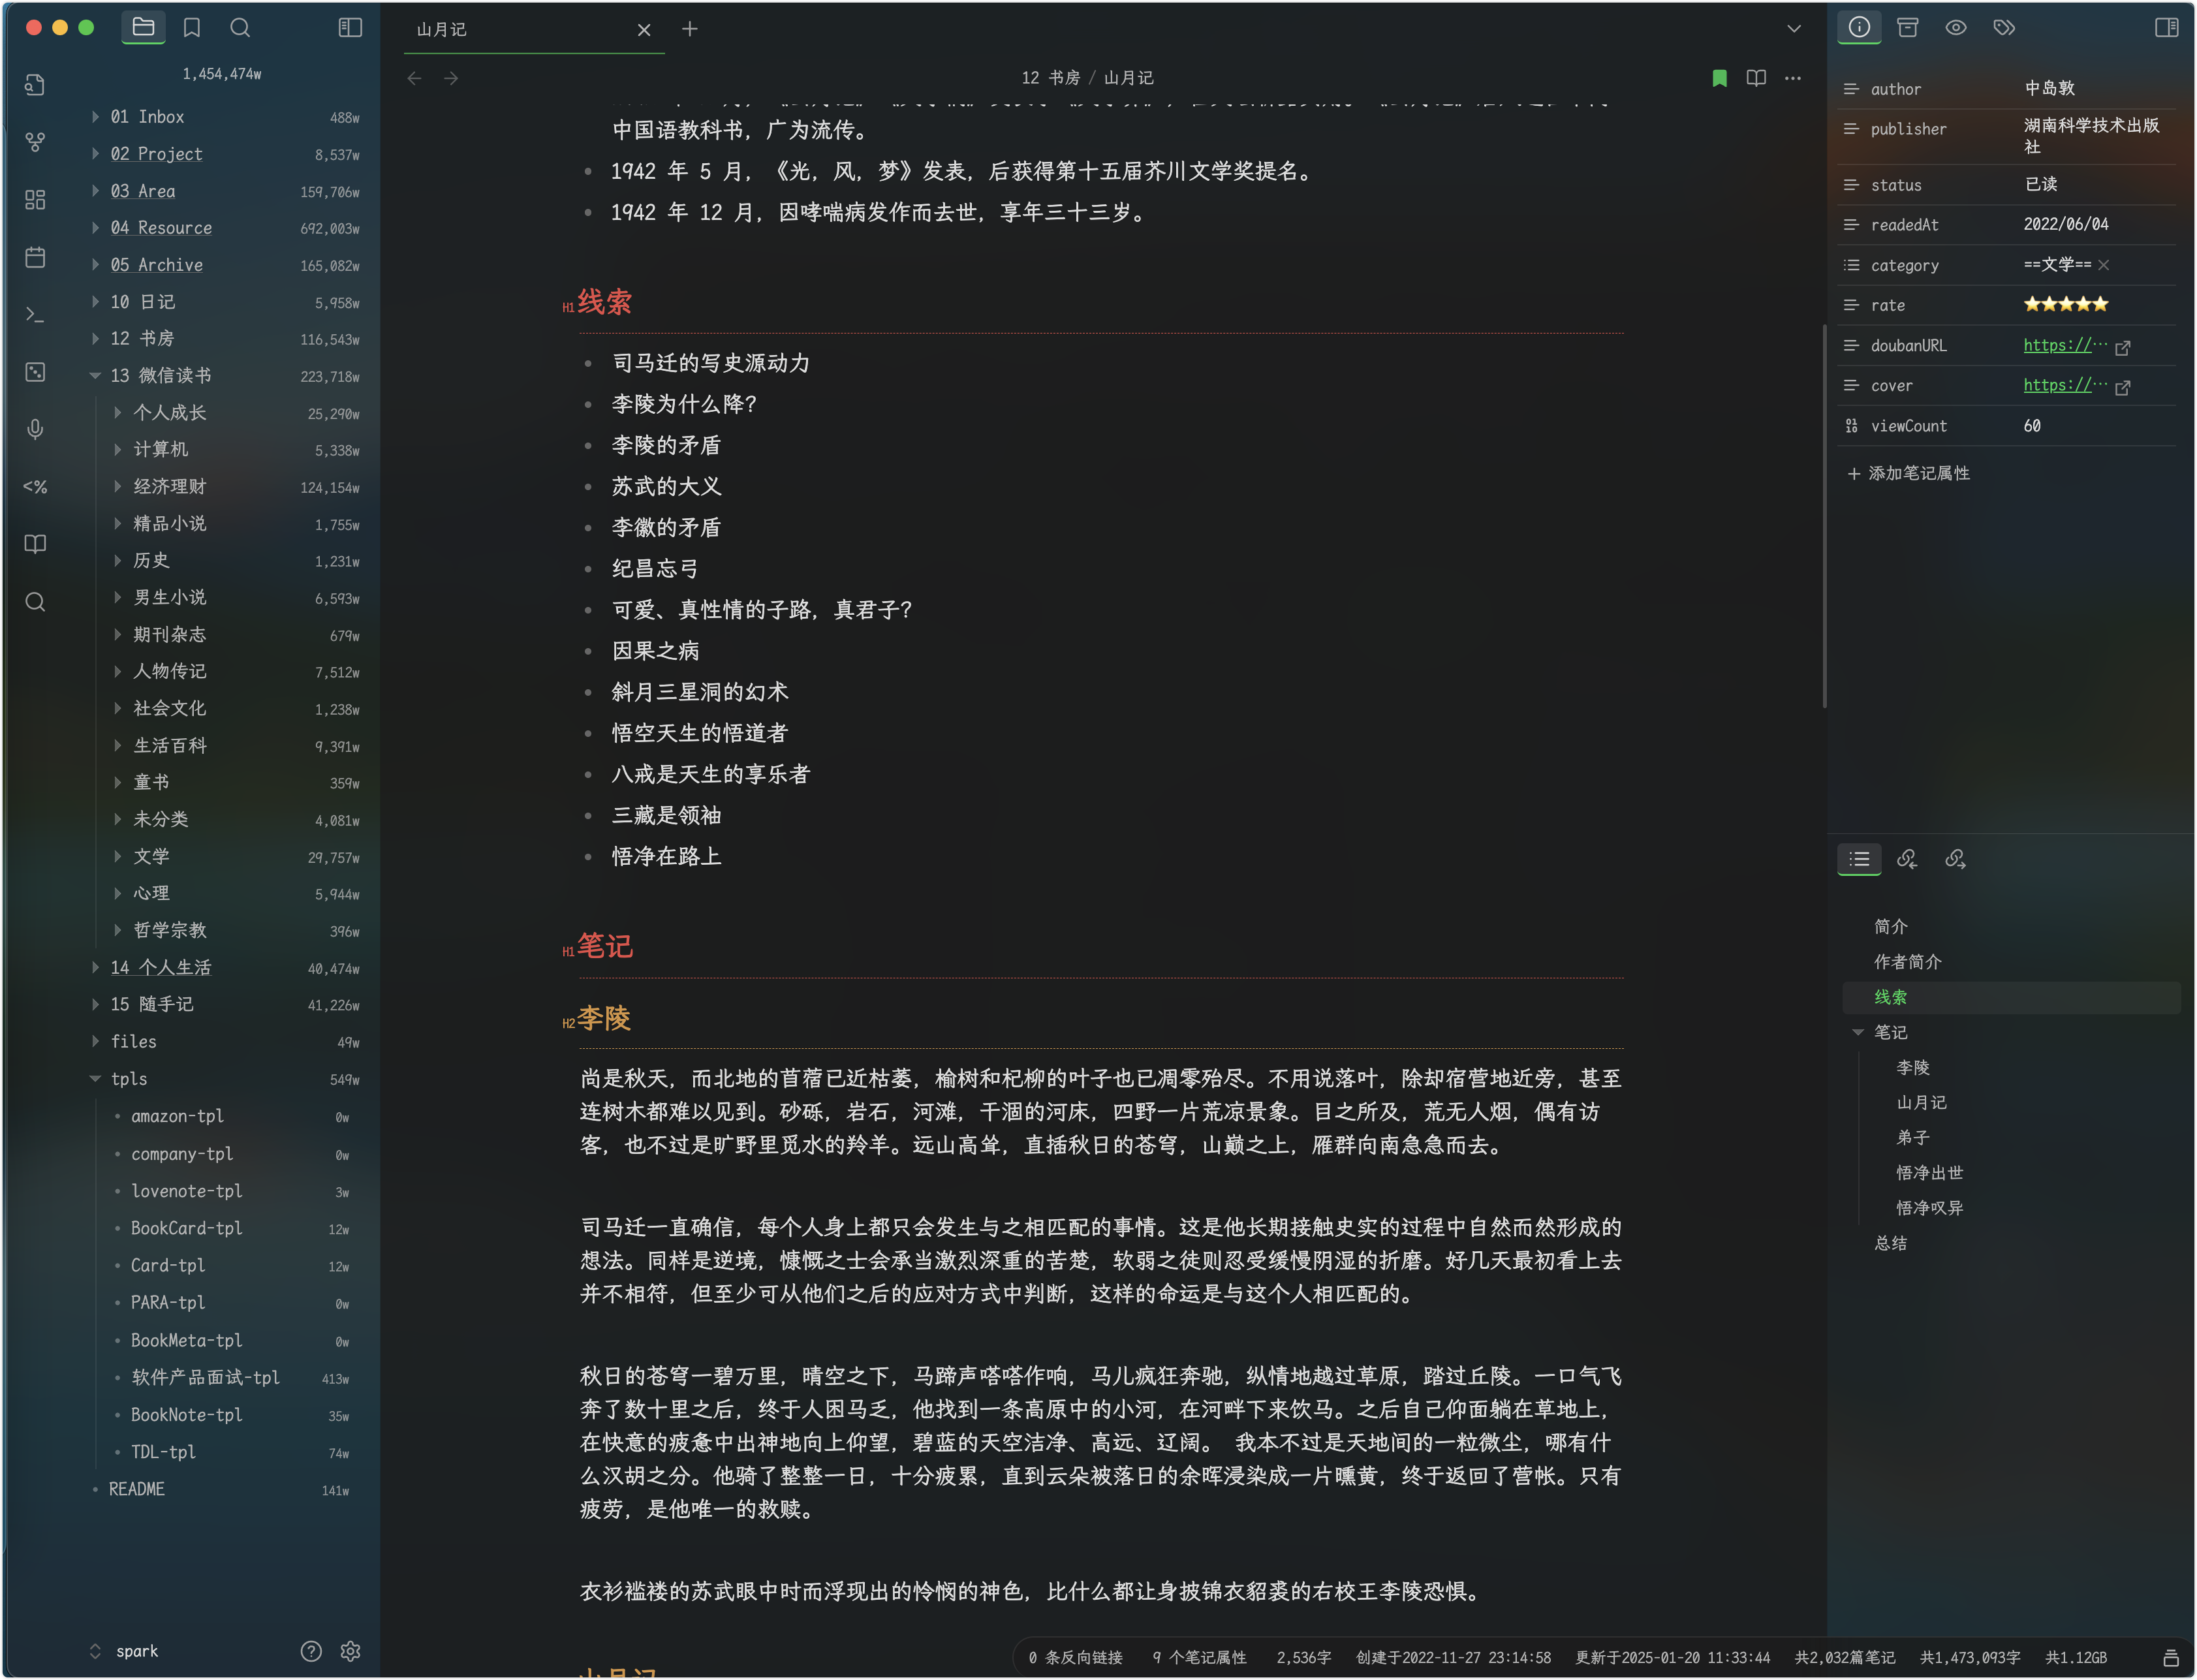 1,454,474w
01 Inbox 488w
02 Project 8,537w
03 Area 159,706w
04 Resource 692,003w
05 Archive 165,082w
10 日记 5,958w
12 书房 116,543w
13 微信读书 223,718w
个人成长 25,290w
计算机 5,338w
经济理财 124,154w
精品小说 1,755w
历史 1,231w
男生小说 6,593w
期刊杂志 679w
人物传记 7,512w
社会文化 1,238w
生活百科 9,391w
童书 359w
未分类 4,081w
文学 29,757w
心理 5,944w
哲学宗教 396w
14 个人生活 40,474w
15 随手记 41,226w
files 49w
tpls 549w
amazon-tpl 0w
company-tpl 0w
lovenote-tpl 3w
BookCard-tpl 12w
Card-tpl 12w
PARA-tpl 0w
BookMeta-tpl 0w
软件产品面试-tpl 413w
BookNote-tpl 35w
TDL-tpl 74w
README 141w
spark
<%
山月记
12 书房 / 山月记
中国语教科书，广为流传。
1942 年 5 月，《光，风，梦》发表，后获得第十五届芥川文学奖提名。
1942 年 12 月，因哮喘病发作而去世，享年三十三岁。
H1 线索
司马迁的写史源动力
李陵为什么降？
李陵的矛盾
苏武的大义
李徽的矛盾
纪昌忘弓
可爱、真性情的子路，真君子？
因果之病
斜月三星洞的幻术
悟空天生的悟道者
八戒是天生的享乐者
三藏是领袖
悟净在路上
H1 笔记
H2 李陵
尚是秋天，而北地的苜蓿已近枯萎，榆树和杞柳的叶子也已凋零殆尽。不用说落叶，除却宿营地近旁，甚至
连树木都难以见到。砂砾，岩石，河滩，干涸的河床，四野一片荒凉景象。目之所及，荒无人烟，偶有访
客，也不过是旷野里觅水的羚羊。远山高耸，直插秋日的苍穹，山巅之上，雁群向南急急而去。
司马迁一直确信，每个人身上都只会发生与之相匹配的事情。这是他长期接触史实的过程中自然而然形成的
想法。同样是逆境，慷慨之士会承当激烈深重的苦楚，软弱之徒则忍受缓慢阴湿的折磨。好几天最初看上去
并不相符，但至少可从他们之后的应对方式中判断，这样的命运是与这个人相匹配的。
秋日的苍穹一碧万里，晴空之下，马蹄声嗒嗒作响，马儿疯狂奔驰，纵情地越过草原，踏过丘陵。一口气飞
奔了数十里之后，终于人困马乏，他找到一条高原中的小河，在河畔下来饮马。之后自己仰面躺在草地上，
在快意的疲惫中出神地向上仰望，碧蓝的天空洁净、高远、辽阔。 我本不过是天地间的一粒微尘，哪有什
么汉胡之分。他骑了整整一日，十分疲累，直到云朵被落日的余晖浸染成一片曛黄，终于返回了营帐。只有
疲劳，是他唯一的救赎。
衣衫褴褛的苏武眼中时而浮现出的怜悯的神色，比什么都让身披锦衣貂裘的右校王李陵恐惧。
山月记
author 中岛敦
publisher 湖南科学技术出版
社
status 已读
readedAt 2022/06/04
category ==文学==
rate ⭐⭐⭐⭐⭐
doubanURL https://…
cover https://…
viewCount 60
添加笔记属性
简介
作者简介
线索
笔记
李陵
山月记
弟子
悟净出世
悟净叹异
总结
0 条反向链接 9 个笔记属性 2,536字 创建于2022-11-27 23:14:58 更新于2025-01-20 11:33:44 共2,032篇笔记 共1,473,093字 共1.12GB